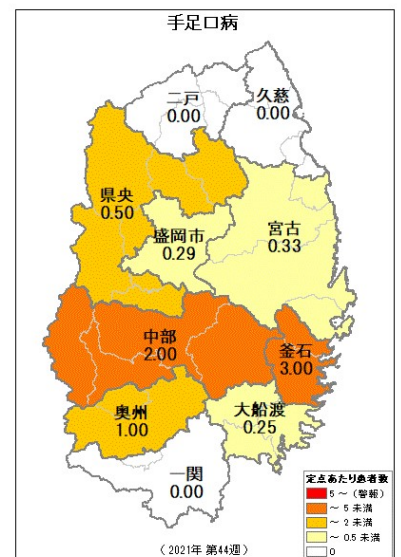 手足口病
二戸
0.00
久慈
0.00
県央
0.50
盛岡市
0.29
宮古
0.33
中部
2.00
釜石
3.00
奥州
1.00
大船渡
0.25
一関
0.00
定点あたり患者数
5 ～ (警報)
～ 5 未満
～ 2 未満
～ 0.5 未満
0
( 2021年 第44週 )